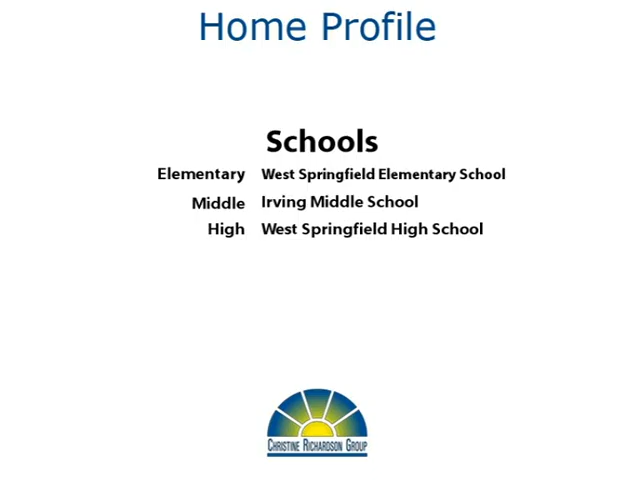 Home Profile
Schools
Elementary West Springfield Elementary School
Middle Irving Middle School
High West Springfield High School
Christine Richardson Group